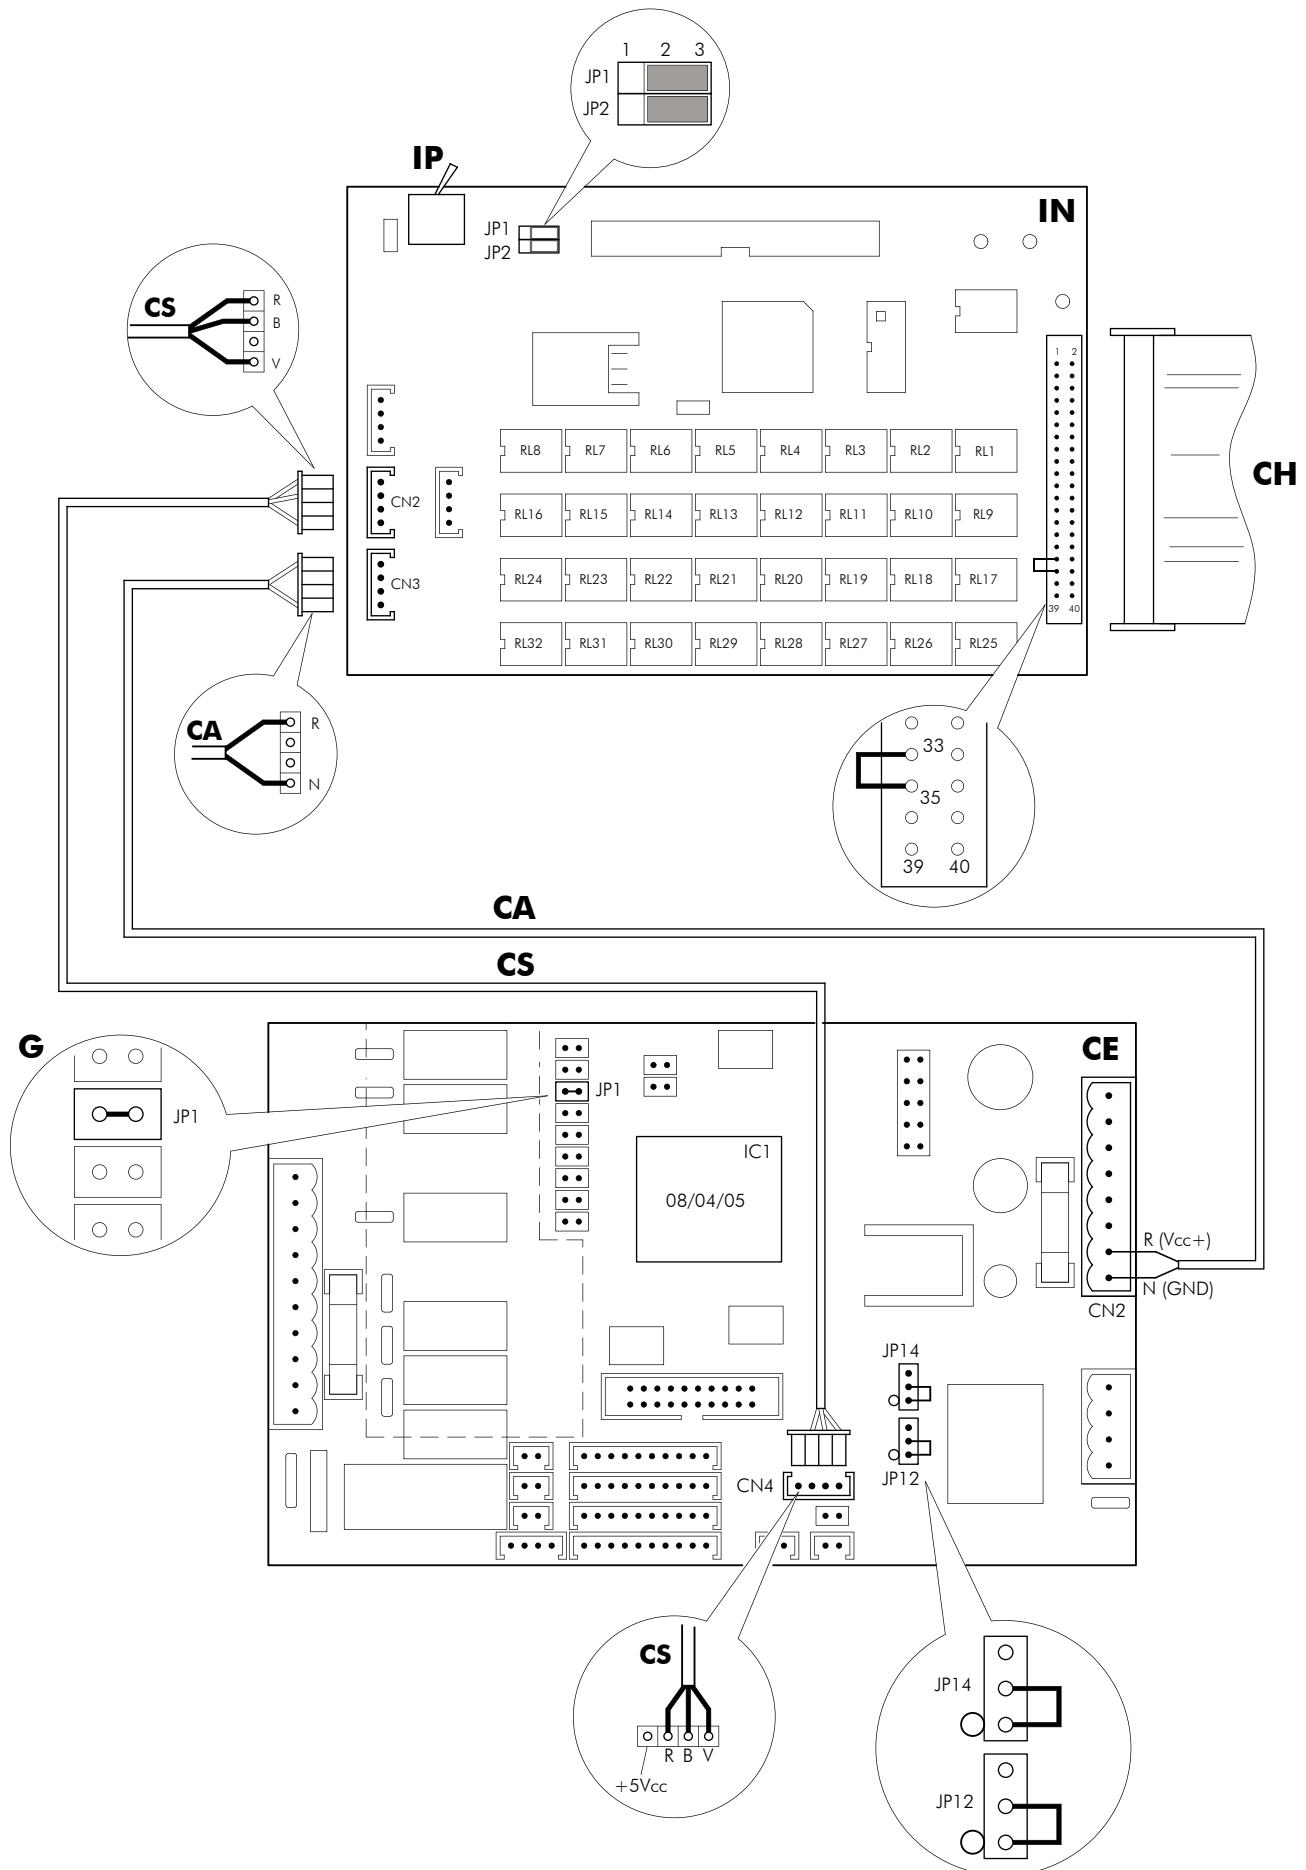 1 2 3
JP1
JP2
IP
IN
JP1
JP2
CS
R
B
V
1 2
CH
RL8 RL7 RL6 RL5 RL4 RL3 RL2 RL1
CN2
RL16 RL15 RL14 RL13 RL12 RL11 RL10 RL9
CN3
RL24 RL23 RL22 RL21 RL20 RL19 RL18 RL17
39 40
RL32 RL31 RL30 RL29 RL28 RL27 RL26 RL25
CA
R
N
33
35
39 40
CA
CS
G
CE
JP1
JP1
IC1
08/04/05
R (Vcc+)
N (GND)
CN2
JP14
CN4
JP12
CS
R B V
+5Vcc
JP14
JP12